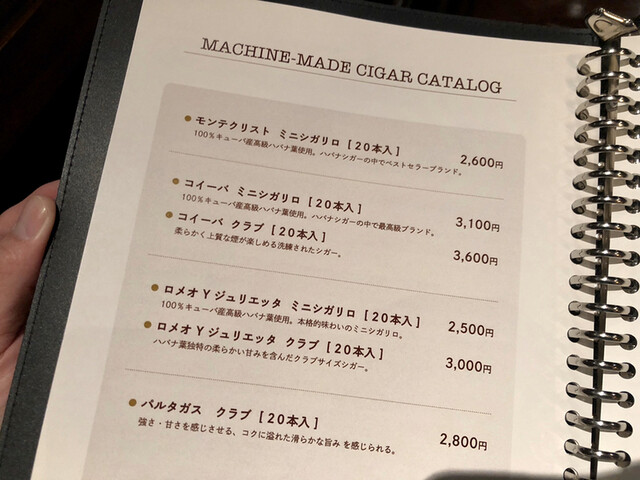 MACHINE-MADE CIGAR CATALOG
モンテクリスト ミニシガリロ [20本入] 2,600円
100%キューバ産高級ハバナ葉使用。ハバナシガーの中でベストセラーブランド。
コイーバ ミニシガリロ [20本入] 3,100円
100%キューバ産高級ハバナ葉使用。ハバナシガーの中で最高級ブランド。
コイーバ クラブ [20本入] 3,600円
柔らかく上質な煙が楽しめる洗練されたシガー。
ロメオYジュリエッタ ミニシガリロ [20本入] 2,500円
100%キューバ産高級ハバナ葉使用。本格的味わいのミニシガリロ。
ロメオYジュリエッタ クラブ [20本入] 3,000円
ハバナ葉独特の柔らかい甘みを含んだクラブサイズシガー。
パルタガス クラブ [20本入] 2,800円
強さ・甘さを感じさせる、コクに溢れた滑らかな旨み を感じられる。